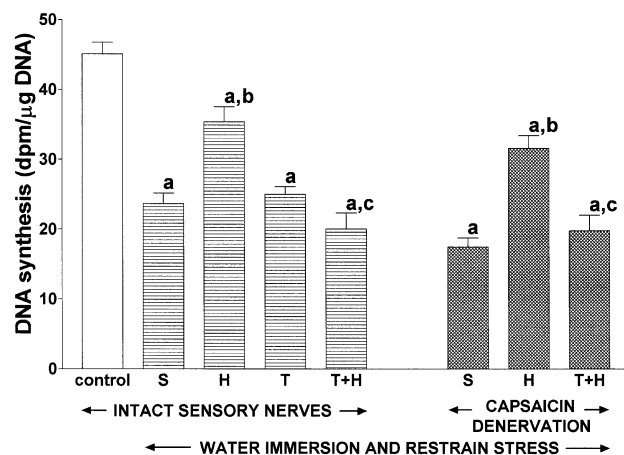 DNA synthesis (dpm/µg DNA)
50
40
30
20
10
0
a
a,b
a
a,c
a
a,b
a,c
control S H T T+H S H T+H
INTACT SENSORY NERVES
CAPSAICIN
DENERVATION
WATER IMMERSION AND RESTRAIN STRESS